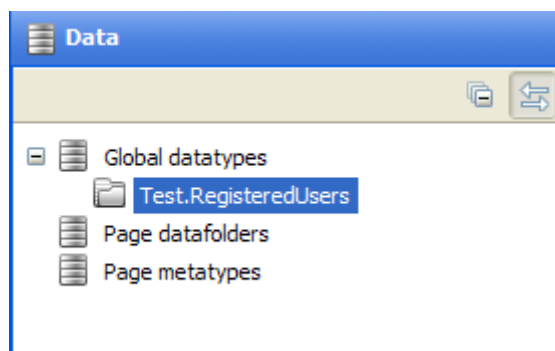 Data
Global datatypes
Test.RegisteredUsers
Page datafolders
Page metatypes